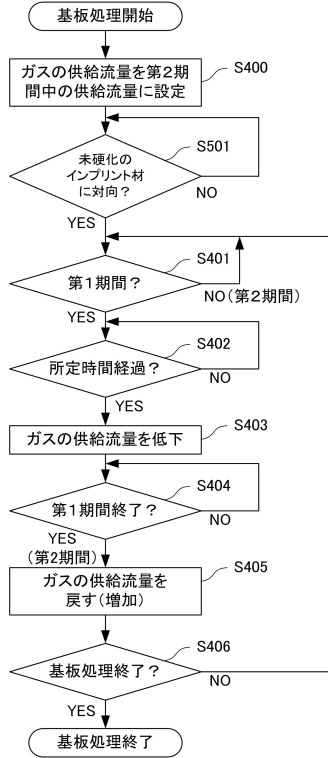 基板処理開始
ガスの供給流量を第2期
間中の供給流量に設定
S400
未硬化の
インプリント材
に対向?
S501
NO
YES
第1期間?
S401
NO(第2期間)
YES
所定時間経過?
S402
NO
YES
ガスの供給流量を低下
S403
第1期間終了?
S404
NO
YES
(第2期間)
ガスの供給流量を
戻す(増加)
S405
基板処理終了?
S406
NO
YES
基板処理終了